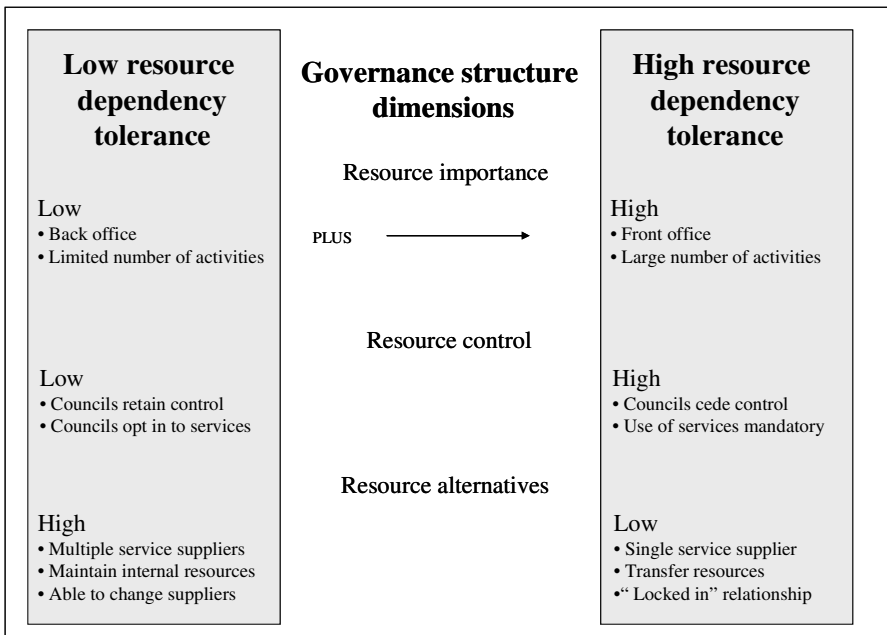 Low resource
dependency
tolerance
Low
• Back office
• Limited number of activities
Low
• Councils retain control
• Councils opt in to services
High
• Multiple service suppliers
• Maintain internal resources
• Able to change suppliers
Governance structure
dimensions
Resource importance
PLUS
Resource control
Resource alternatives
High resource
dependency
tolerance
High
• Front office
• Large number of activities
High
• Councils cede control
• Use of services mandatory
Low
• Single service supplier
• Transfer resources
•“ Locked in” relationship